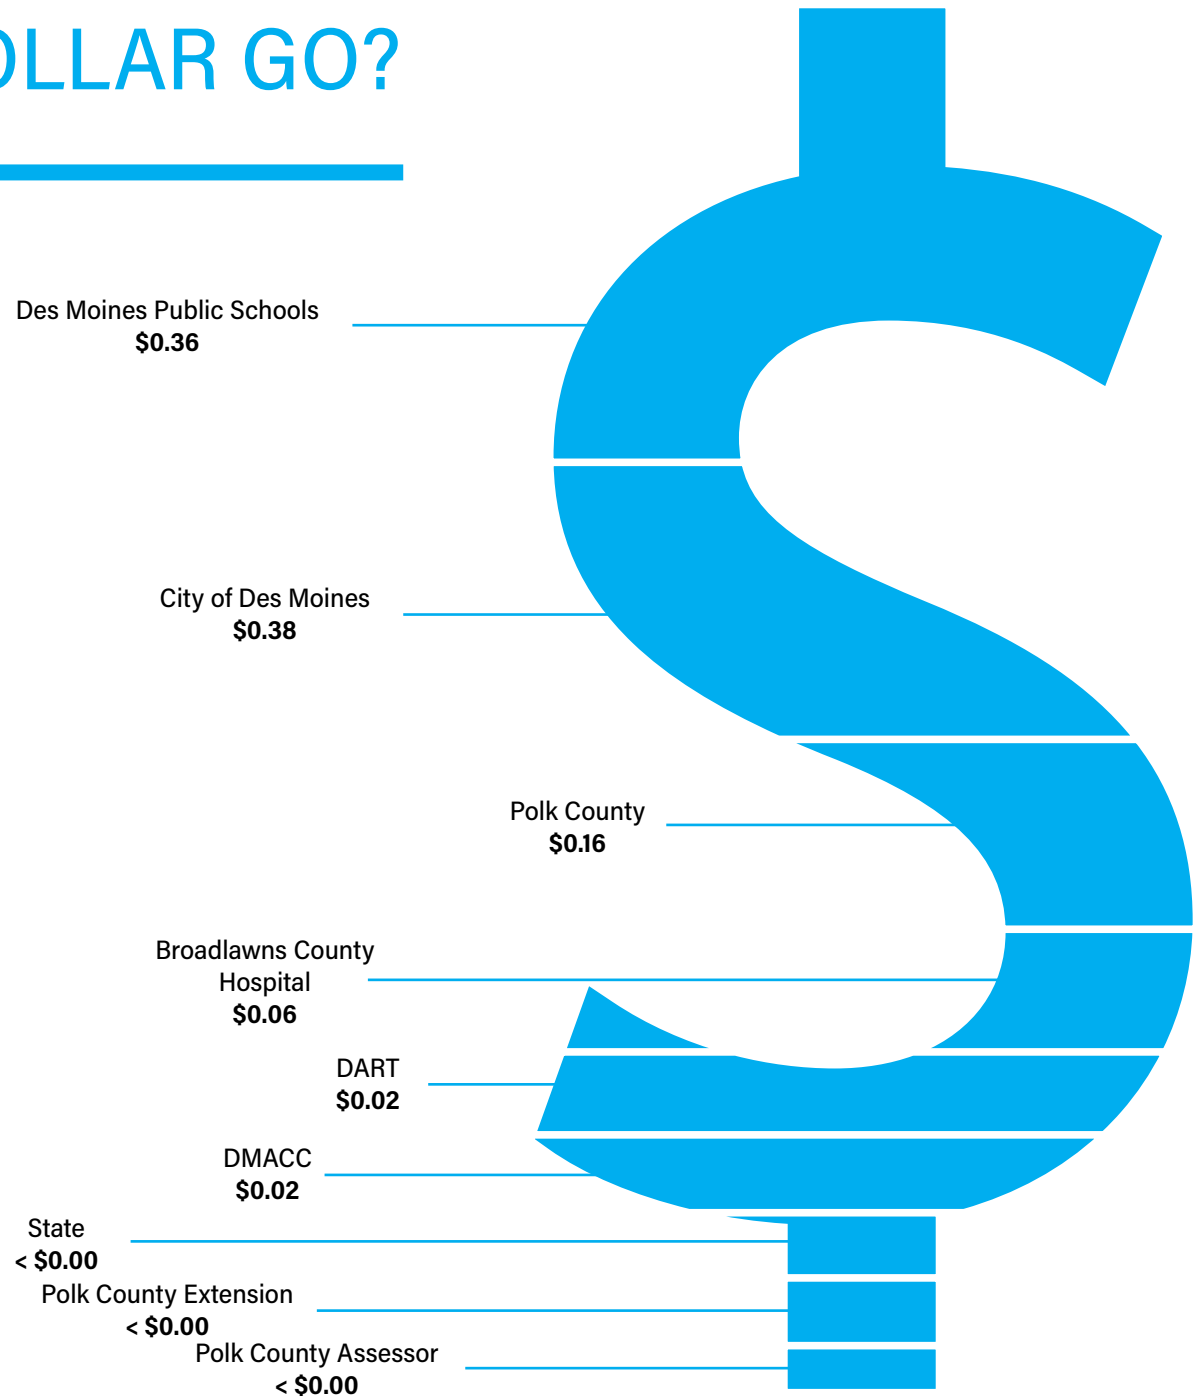 OLLAR GO?
Des Moines Public Schools
$0.36
City of Des Moines
$0.38
Polk County
$0.16
Broadlawns County
Hospital
$0.06
DART
$0.02
DMACC
$0.02
State
< $0.00
Polk County Extension
< $0.00
Polk County Assessor
< $0.00